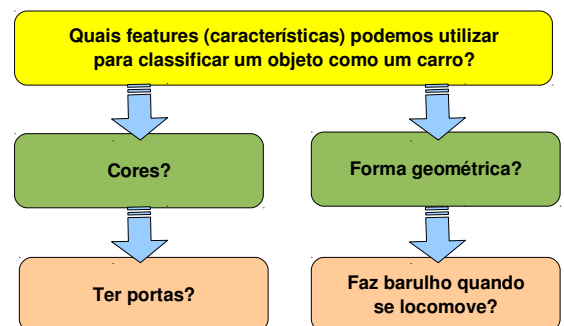 Quais features (características) podemos utilizar
para classificar um objeto como um carro?
Cores?
Forma geométrica?
Ter portas?
Faz barulho quando
se locomove?